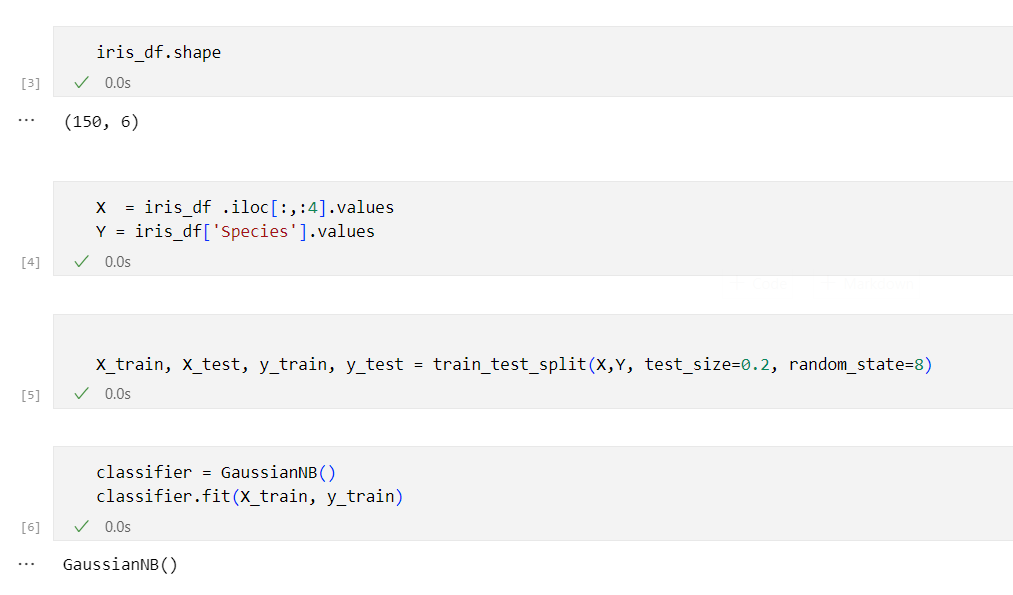 iris_df.shape
[3] ✓ 0.0s
... (150, 6)
X  = iris_df .iloc[:,:4].values
Y = iris_df['Species'].values
[4] ✓ 0.0s
X_train, X_test, y_train, y_test = train_test_split(X,Y, test_size=0.2, random_state=8)
[5] ✓ 0.0s
classifier = GaussianNB()
classifier.fit(X_train, y_train)
[6] ✓ 0.0s
... GaussianNB()